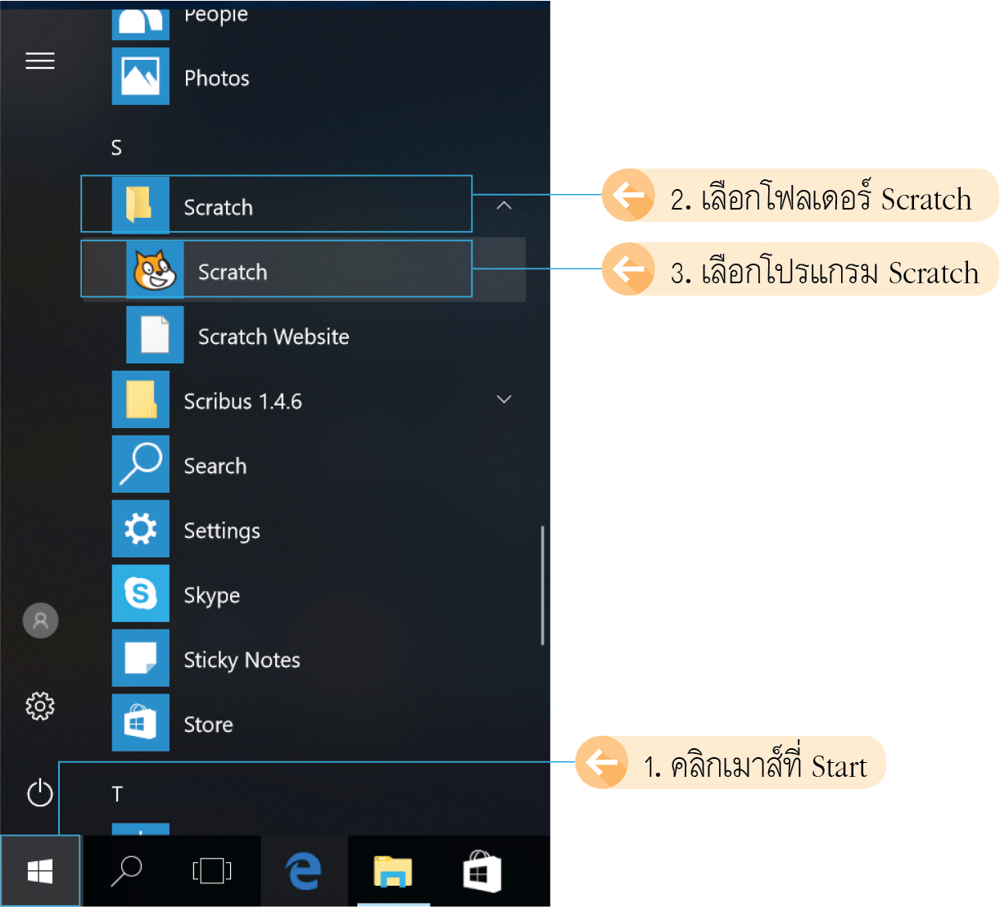 People
Photos
S
Scratch
2. เลือกโฟลเดอร์ Scratch
Scratch
3. เลือกโปรแกรม Scratch
Scratch Website
Scribus 1.4.6
Search
Settings
Skype
Sticky Notes
Store
1. คลิกเมาส์ที่ Start
T